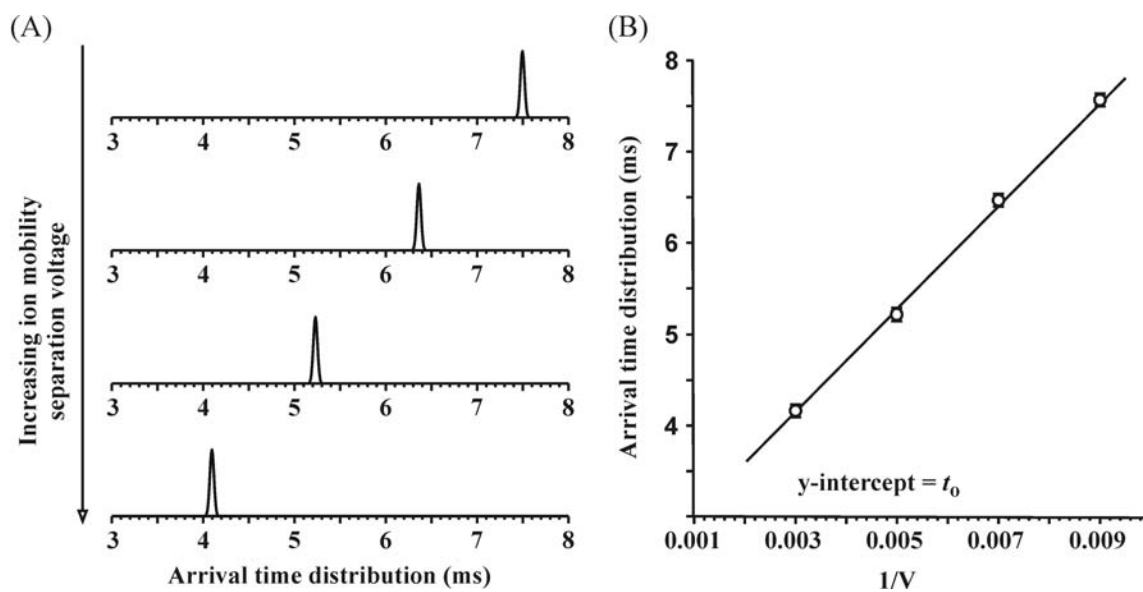 (A)
3 4 5 6 7 8
3 4 5 6 7 8
3 4 5 6 7 8
3 4 5 6 7 8
Arrival time distribution (ms)
Increasing ion mobility
separation voltage
(B)
8
7
6
5
4
Arrival time distribution (ms)
y-intercept = to
0.001 0.003 0.005 0.007 0.009
1/V